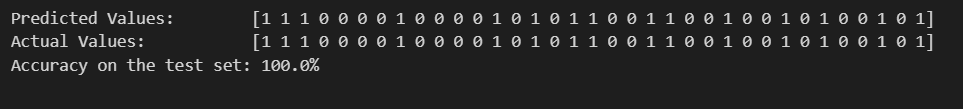 Predicted Values: [1 1 1 0 0 0 0 1 0 0 0 0 1 0 1 0 1 1 0 0 1 1 0 0 1 0 0 1 0 1 0 0 1 0 1]
Actual Values: [1 1 1 0 0 0 0 1 0 0 0 0 1 0 1 0 1 1 0 0 1 1 0 0 1 0 0 1 0 1 0 0 1 0 1]
Accuracy on the test set: 100.0%